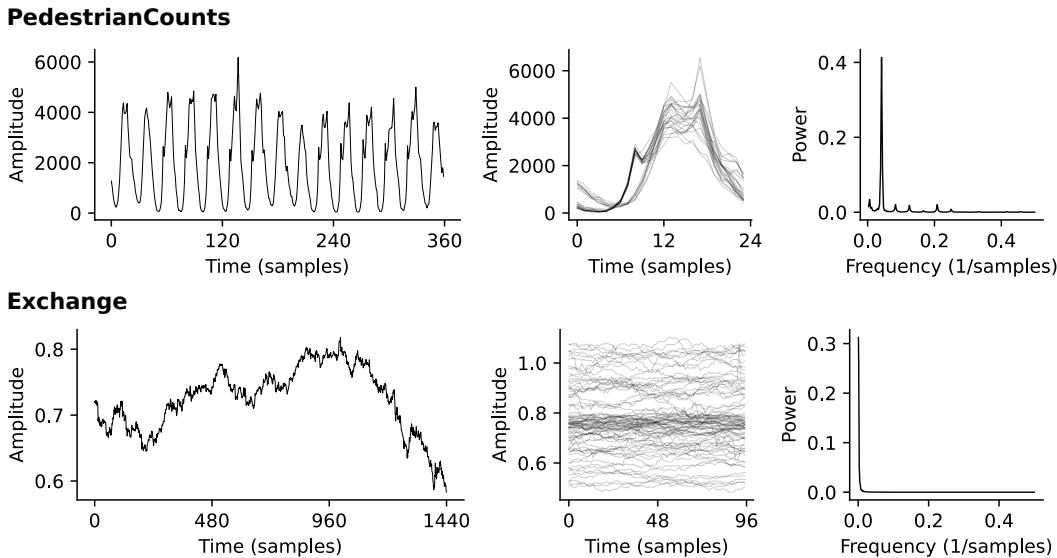 PedestrianCounts
Amplitude
6000
4000
2000
0
0 120 240 360
Time (samples)
Amplitude
6000
4000
2000
0
0 12 24
Time (samples)
Power
0.4
0.2
0.0
0.0 0.2 0.4
Frequency (1/samples)
Exchange
Amplitude
0.8
0.7
0.6
0 480 960 1440
Time (samples)
Amplitude
1.0
0.8
0.6
0 48 96
Time (samples)
Power
0.3
0.2
0.1
0.0
0.0 0.2 0.4
Frequency (1/samples)